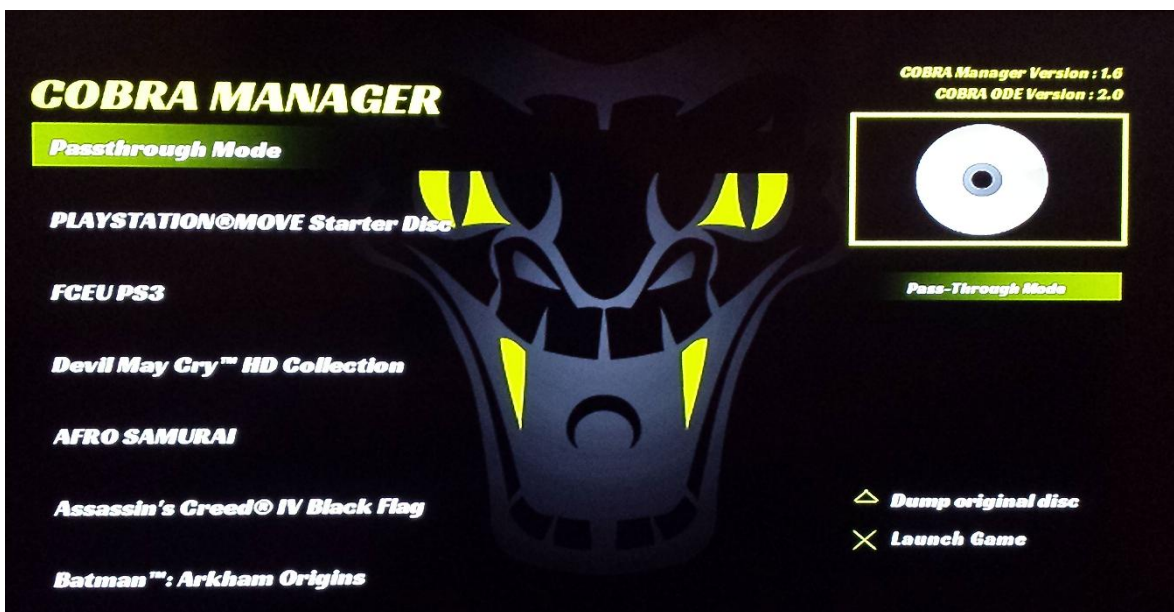 COBRA MANAGER
Passthrough Mode
PLAYSTATION®MOVE Starter Disc
FCEU PS3
Devil May Cry™ HD Collection
AFRO SAMURAI
Assassin's Creed® IV Black Flag
Batman™: Arkham Origins
COBRA Manager Version : 1.6
COBRA ODE Version : 2.0
Pass-Through Mode
Dump original disc
Launch Game